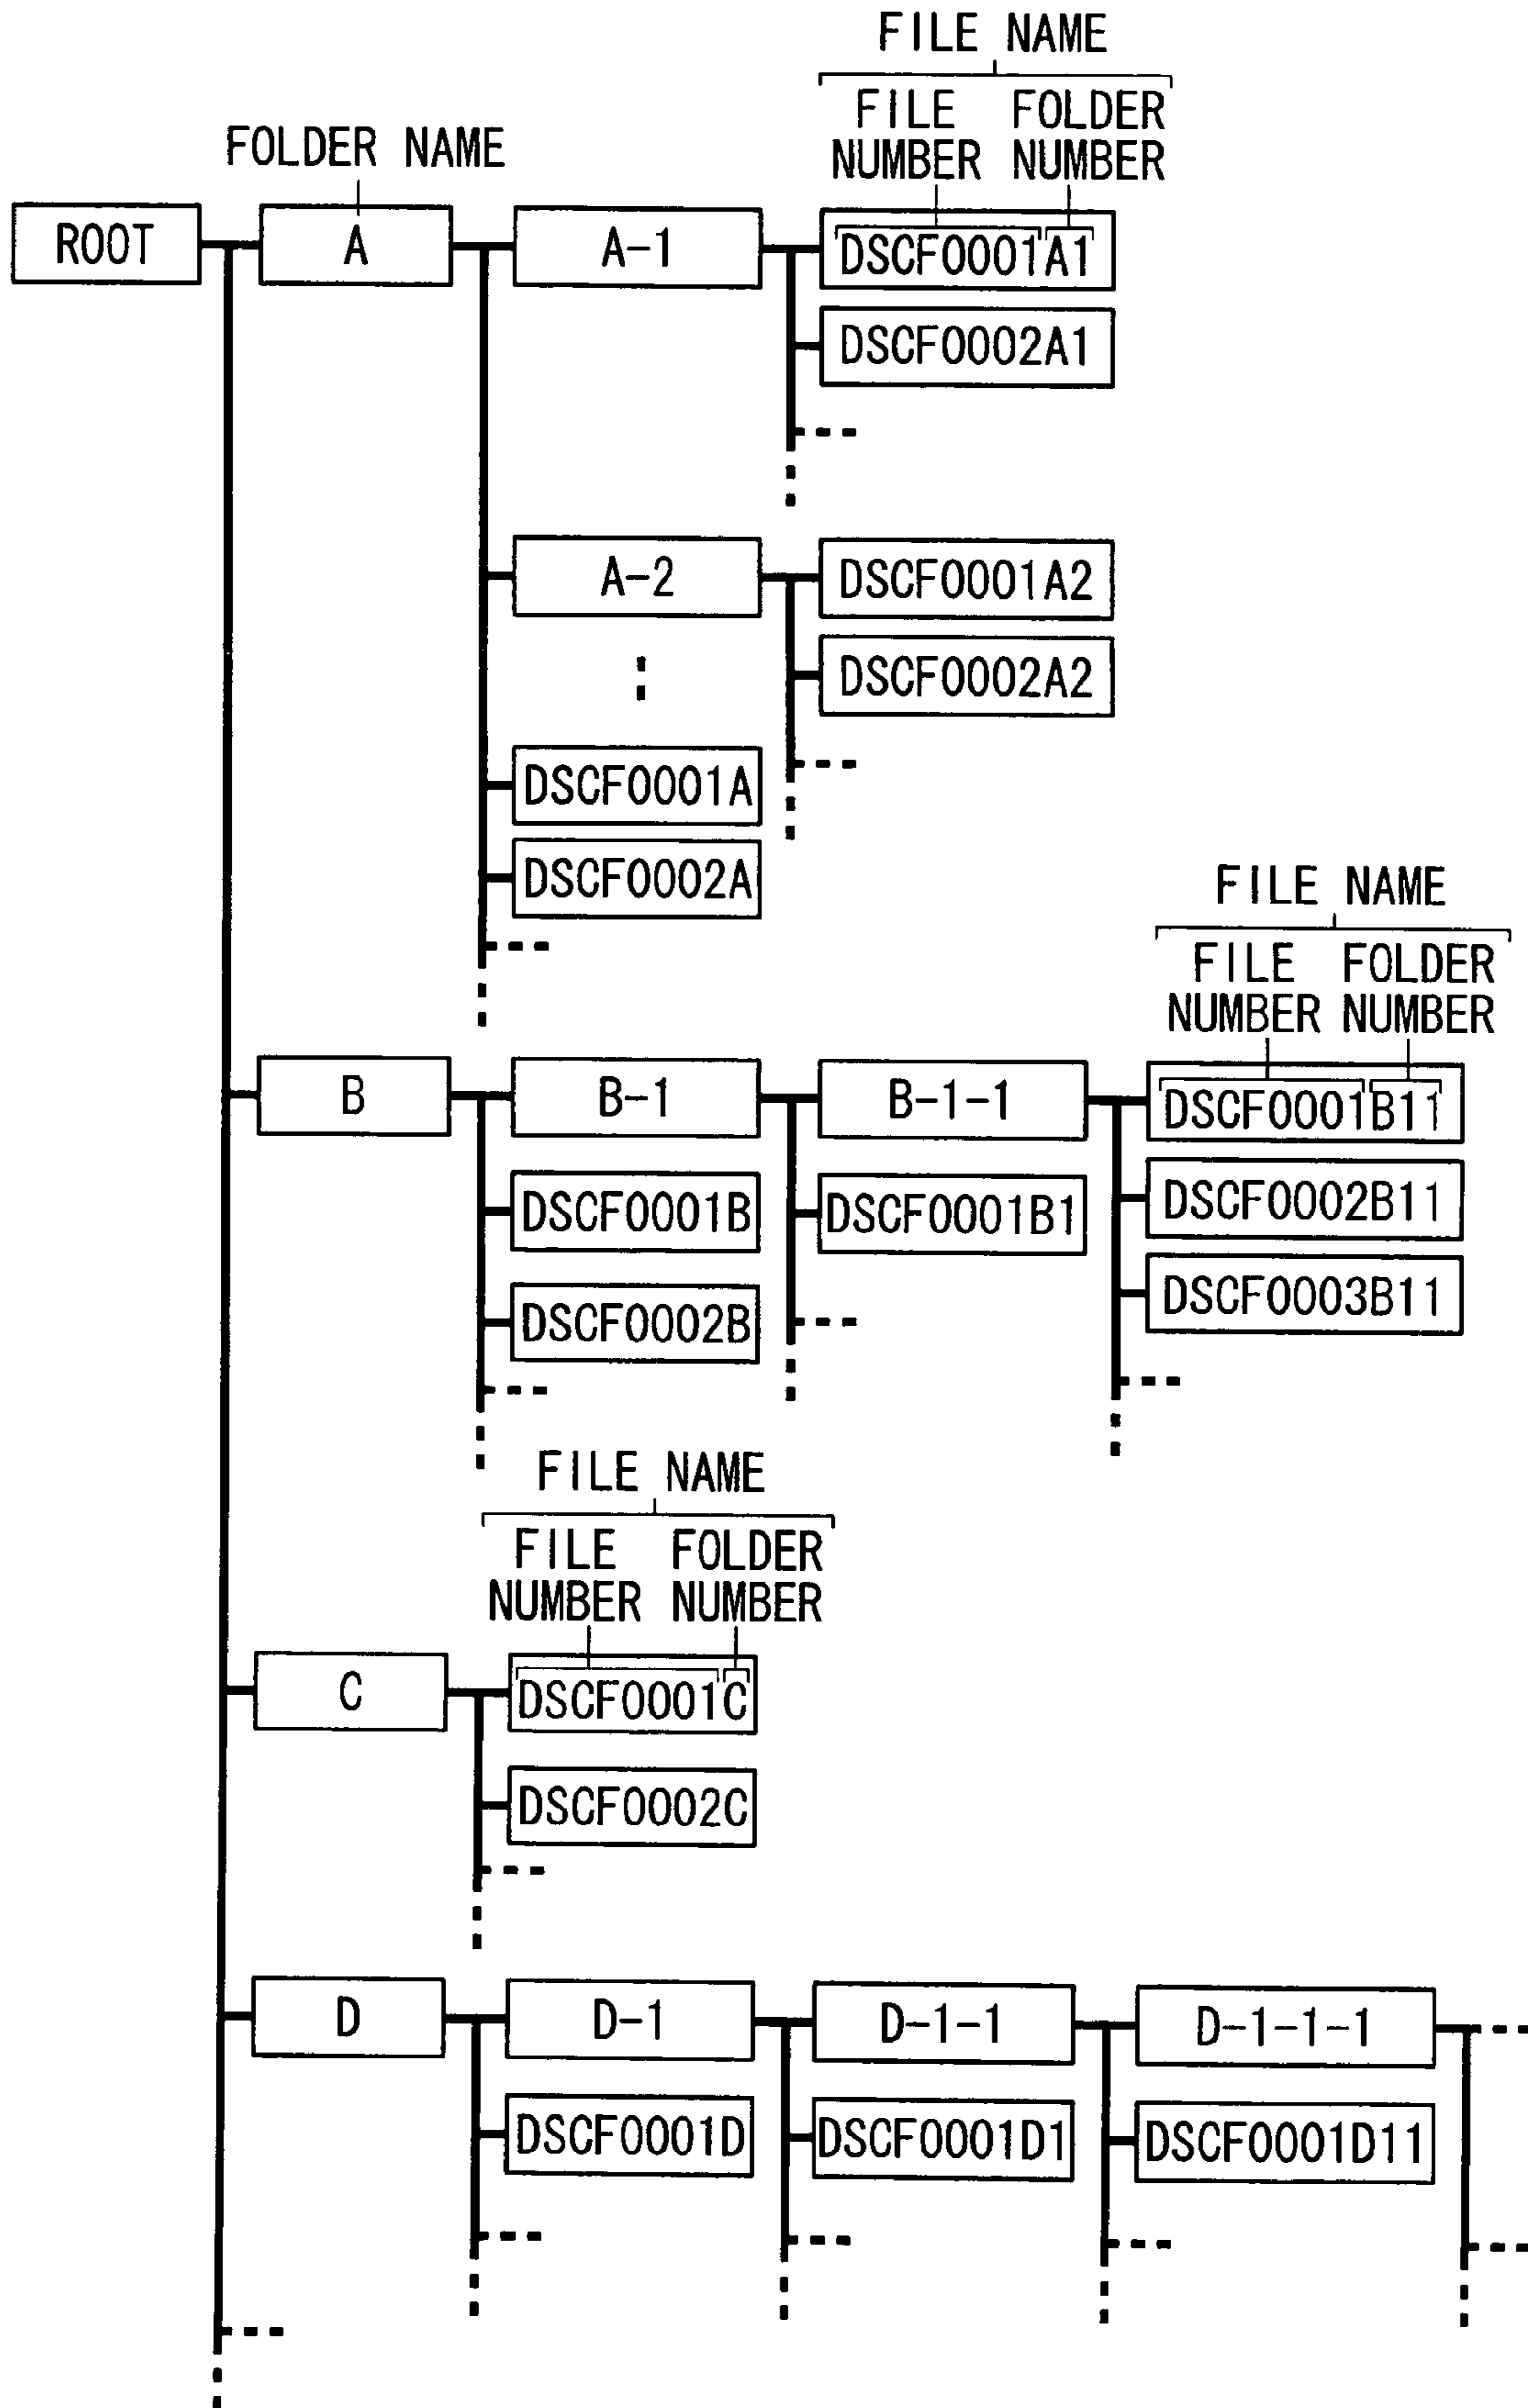 FILE NAME
FILE FOLDER
NUMBER NUMBER
FOLDER NAME
ROOT A A-1 DSCF0001A1
DSCF0002A1
A-2 DSCF0001A2
DSCF0002A2
DSCF0001A
DSCF0002A
FILE NAME
FILE FOLDER
NUMBER NUMBER
B B-1 B-1-1 DSCF0001B11
DSCF0001B DSCF0001B1 DSCF0002B11
DSCF0002B DSCF0003B11
FILE NAME
FILE FOLDER
NUMBER NUMBER
C DSCF0001C
DSCF0002C
D D-1 D-1-1 D-1-1-1
DSCF0001D DSCF0001D1 DSCF0001D11